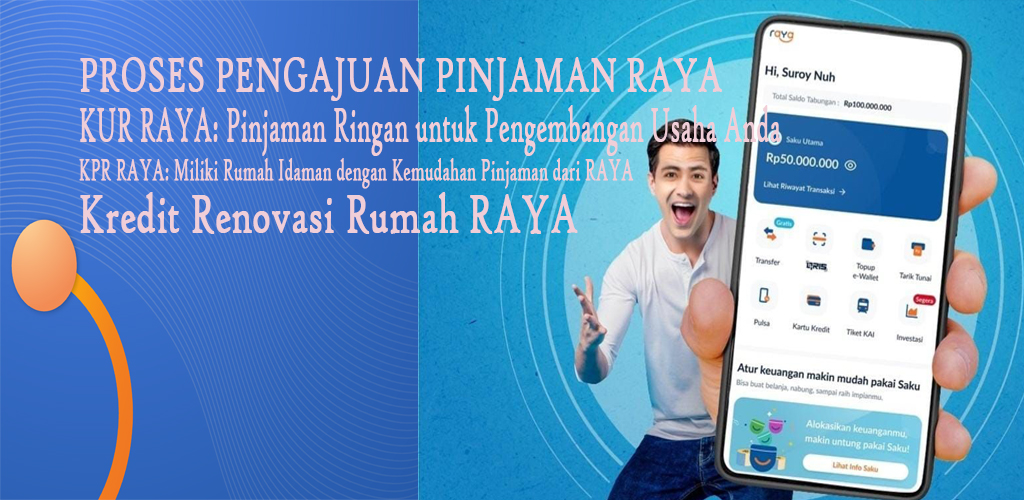 PROSES PENGAJUAN PINJAMAN RAYA
KUR RAYA: Pinjaman Ringan untuk Pengembangan Usaha Anda
KPR RAYA: Miliki Rumah Idaman dengan Kemudahan Pinjaman dari RAYA
Kredit Renovasi Rumah RAYA
raya
Hi, Suroy Nuh
Total Saldo Tabungan : Rp100.000.000
Saku Utama
Rp50.000.000
Lihat Riwayat Transaksi →
Gratis
Transfer
QRIS
Topup
e-Wallet
Tarik Tunai
Segera
Pulsa
Kartu Kredit
Tiket KAI
Investasi
Atur keuangan makin mudah pakai Saku
Bisa buat belanja, nabung, sampai raih impianmu.
Alokasikan keuanganmu,
makin untung pakai Saku!
Lihat Info Saku